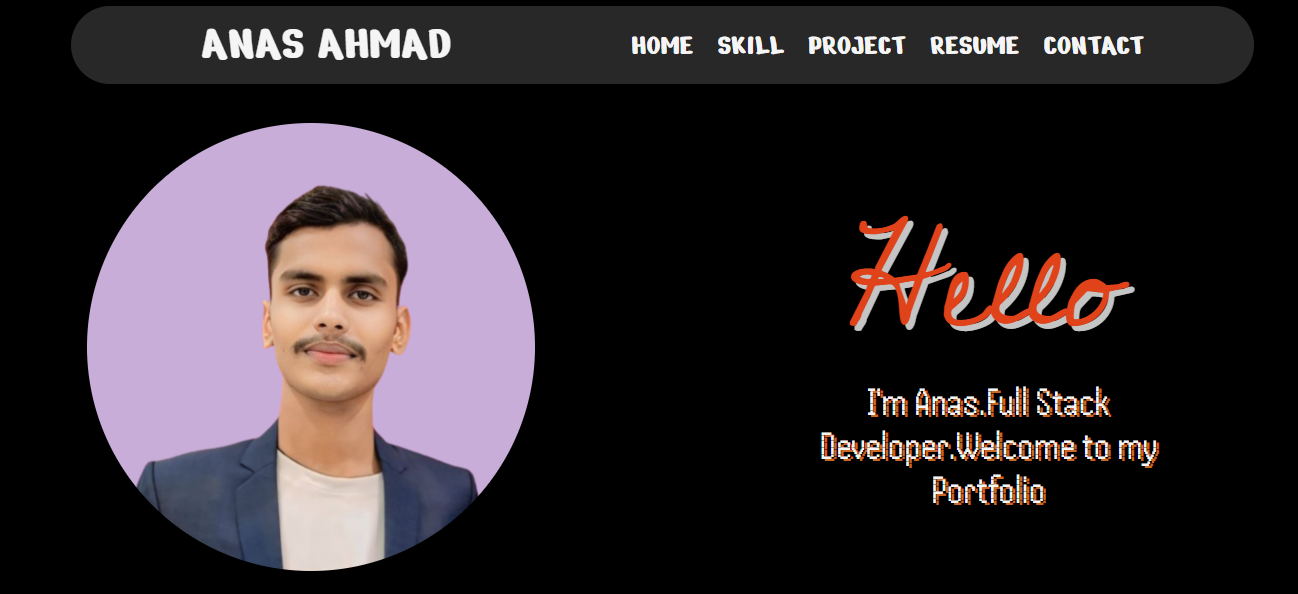 ANAS AHMAD
HOME SKILL PROJECT RESUME CONTACT
Hello
I'm Anas.Full Stack
Developer.Welcome to my
Portfolio